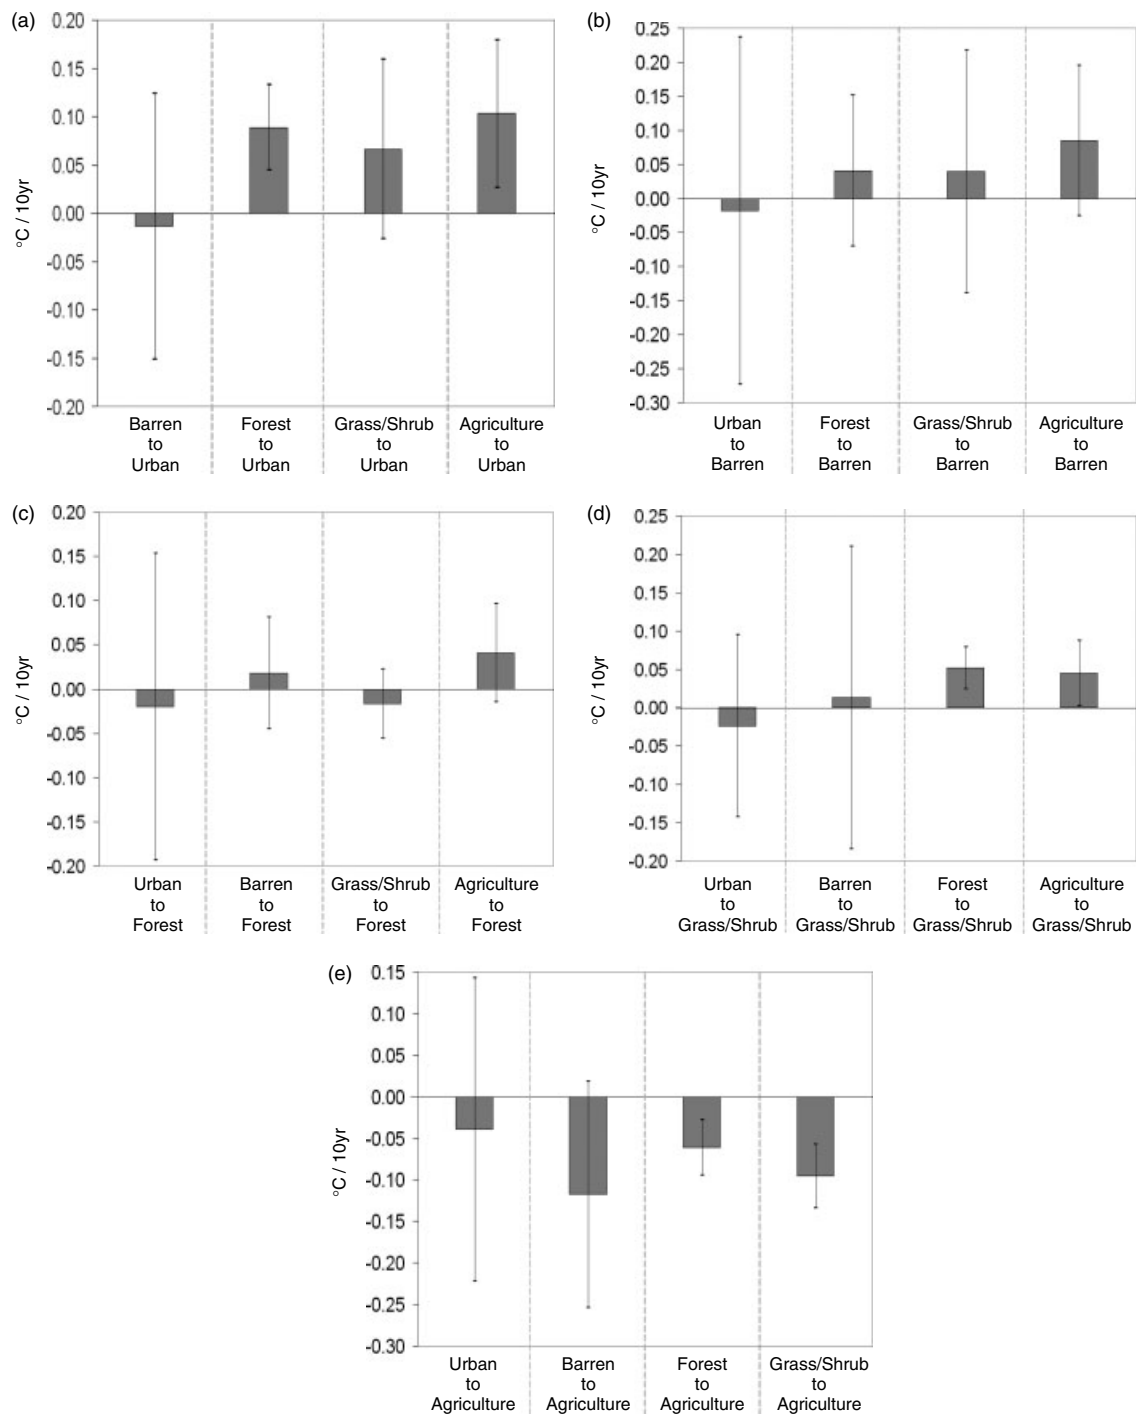 (a)
0.20
0.15
0.10
0.05
0.00
-0.05
-0.10
-0.15
-0.20
°C / 10yr
Barren to Urban
Forest to Urban
Grass/Shrub to Urban
Agriculture to Urban
(b)
0.25
0.20
0.15
0.10
0.05
0.00
-0.05
-0.10
-0.15
-0.20
-0.25
-0.30
°C / 10yr
Urban to Barren
Forest to Barren
Grass/Shrub to Barren
Agriculture to Barren
(c)
0.20
0.15
0.10
0.05
0.00
-0.05
-0.10
-0.15
-0.20
°C / 10yr
Urban to Forest
Barren to Forest
Grass/Shrub to Forest
Agriculture to Forest
(d)
0.25
0.20
0.15
0.10
0.05
0.00
-0.05
-0.10
-0.15
-0.20
°C / 10yr
Urban to Grass/Shrub
Barren to Grass/Shrub
Forest to Grass/Shrub
Agriculture to Grass/Shrub
(e)
0.15
0.10
0.05
0.00
-0.05
-0.10
-0.15
-0.20
-0.25
-0.30
°C / 10yr
Urban to Agriculture
Barren to Agriculture
Forest to Agriculture
Grass/Shrub to Agriculture